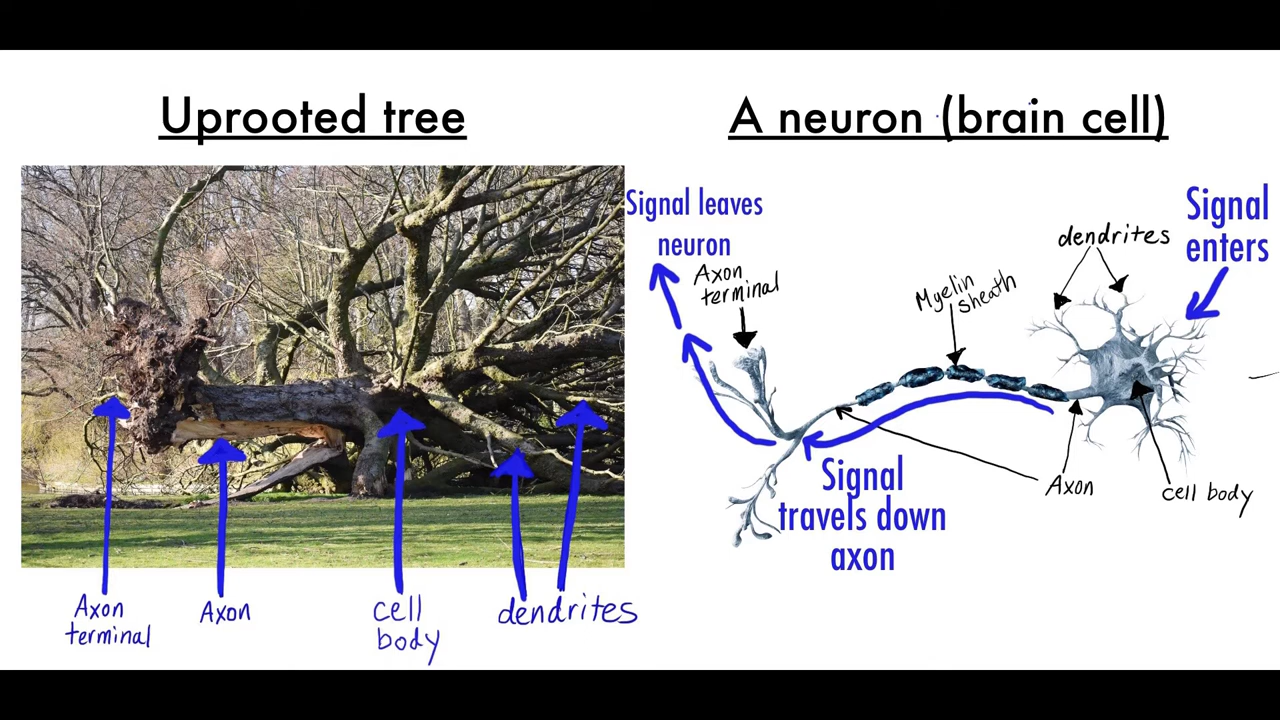 Uprooted tree
Axon
terminal
Axon
cell
body
dendrites
A neuron (brain cell)
Signal leaves
neuron
Axon
terminal
Myelin
sheath
dendrites
Signal
enters
Signal
travels down
axon
Axon
cell body